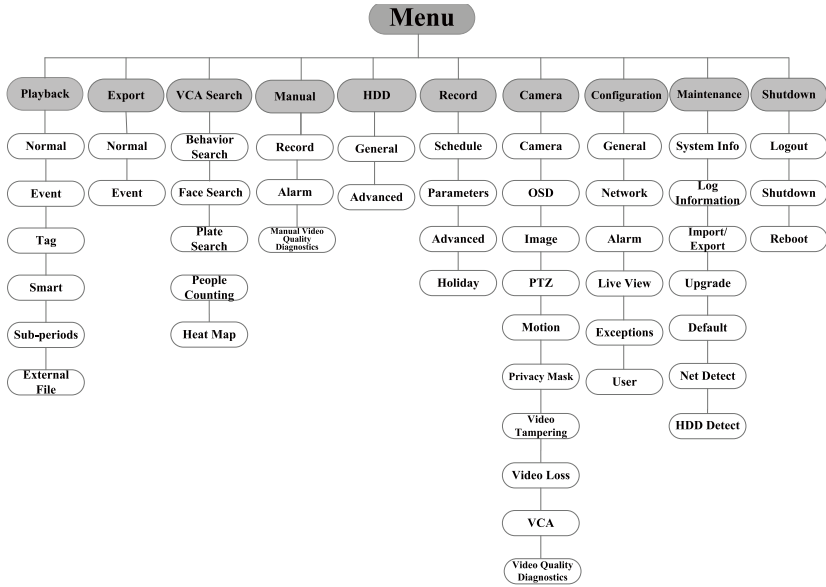 Menu
Playback
Export
VCA Search
Manual
HDD
Record
Camera
Configuration
Maintenance
Shutdown
Normal
Event
Tag
Smart
Sub-periods
External
File
Normal
Event
Behavior
Search
Face Search
Plate
Search
People
Counting
Heat Map
Record
Alarm
Manual Video
Quality
Diagnostics
General
Advanced
Schedule
Parameters
Advanced
Holiday
Camera
OSD
Image
PTZ
Motion
Privacy Mask
Video
Tampering
Video Loss
VCA
Video Quality
Diagnostics
General
Network
Alarm
Live View
Exceptions
User
System Info
Log
Information
Import/
Export
Upgrade
Default
Net Detect
HDD Detect
Logout
Shutdown
Reboot